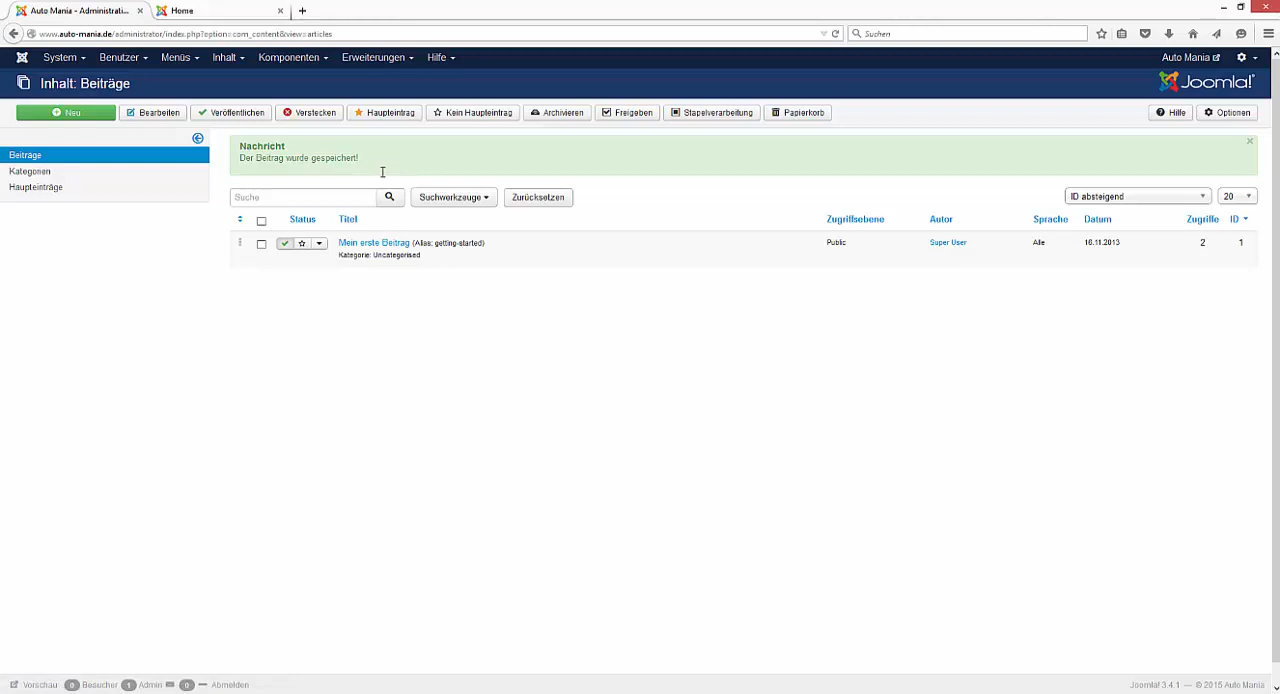 Auto Mania - Administrati...
Home
www.auto-mania.de/administrator/index.php?option=com_content&view=articles
Suchen
System
Benutzer
Menüs
Inhalt
Komponenten
Erweiterungen
Hilfe
Auto Mania
Inhalt: Beiträge
Joomla!
Neu
Bearbeiten
Veröffentlichen
Verstecken
Haupteintrag
Kein Haupteintrag
Archivieren
Freigeben
Stapelverarbeitung
Papierkorb
Hilfe
Optionen
Beiträge
Kategorien
Haupteinträge
Nachricht
Der Beitrag wurde gespeichert!
Suche
Suchwerkzeuge
Zurücksetzen
ID absteigend
20
Status
Titel
Zugriffsebene
Autor
Sprache
Datum
Zugriffe
ID
Mein erste Beitrag (Alias: getting-started)
Kategorie: Uncategorised
Public
Super User
Alle
16.11.2013
2
1
Vorschau
0 Besucher
1 Admin
0
Abmelden
Joomla! 3.4.1 — © 2015 Auto Mania